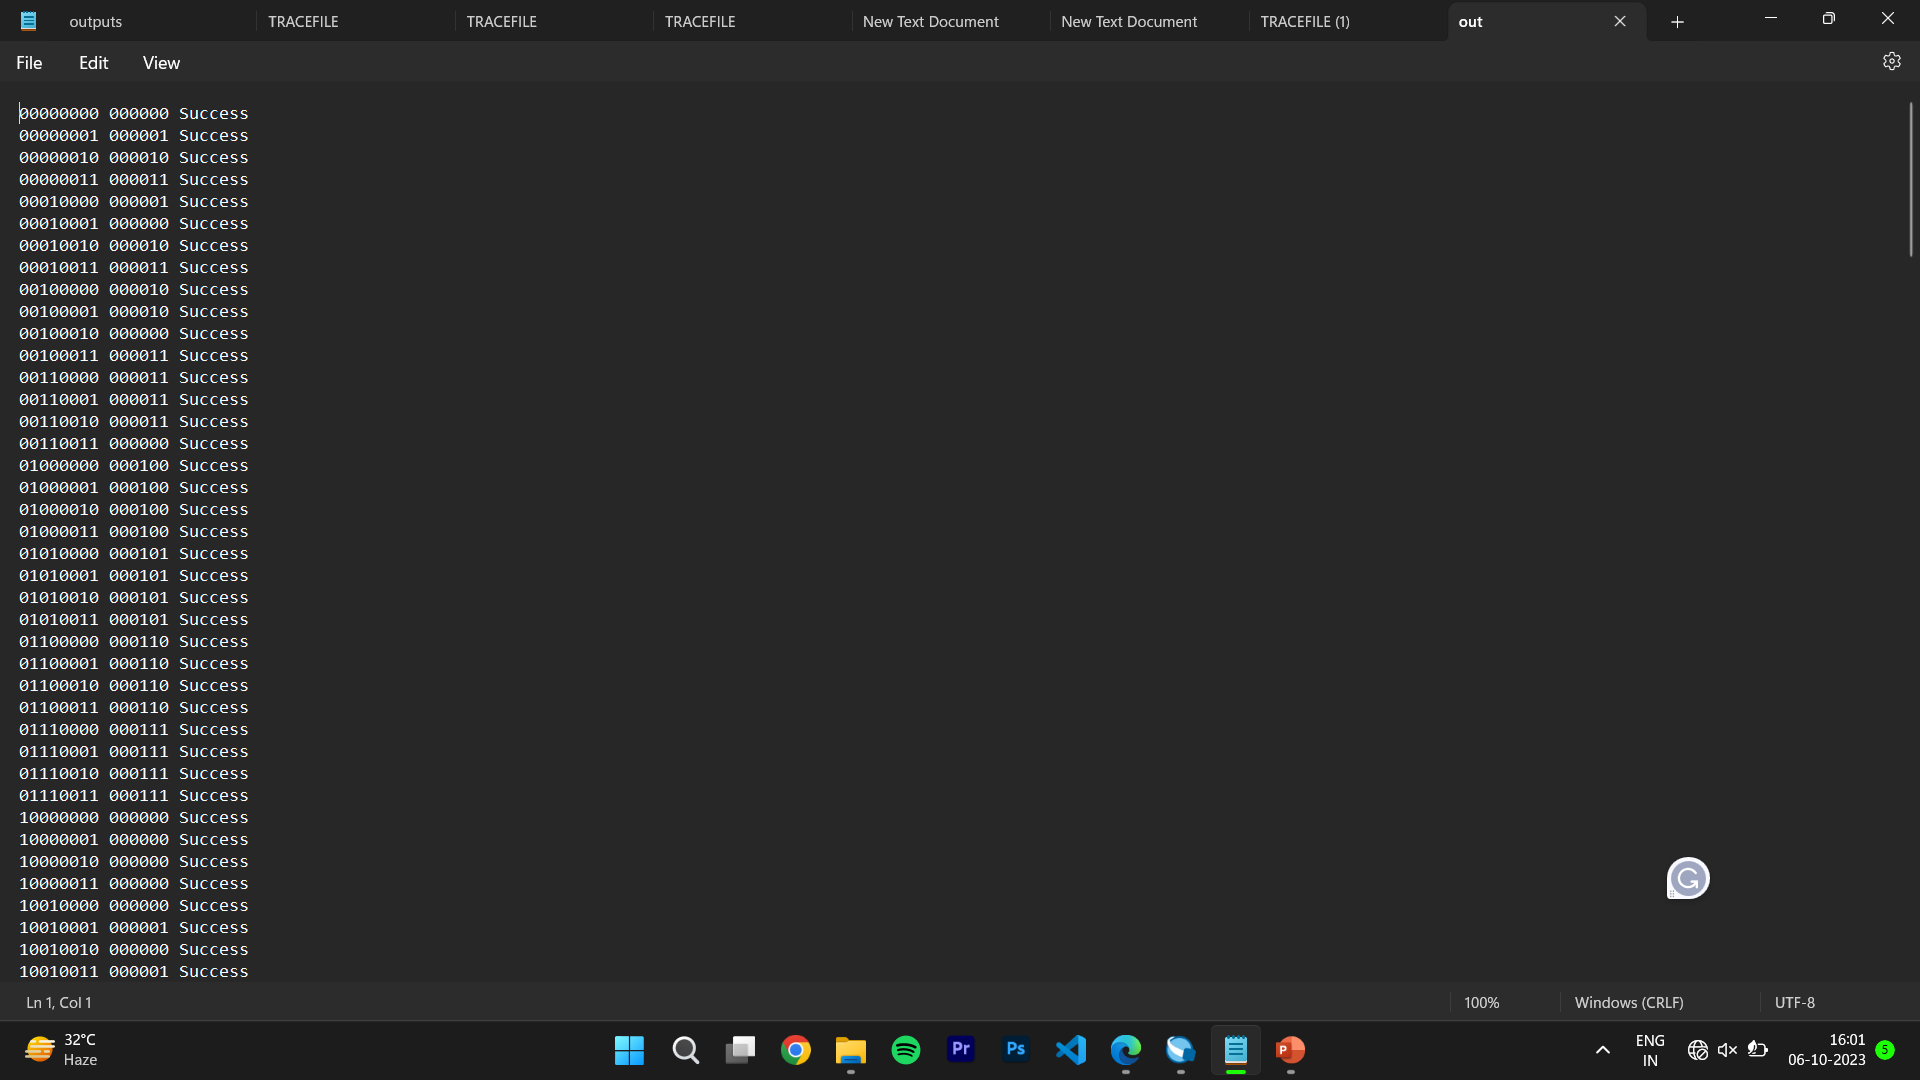 outputs
TRACEFILE
TRACEFILE
TRACEFILE
New Text Document
New Text Document
TRACEFILE (1)
out
File
Edit
View
00000000 000000 Success
00000001 000001 Success
00000010 000010 Success
00000011 000011 Success
00010000 000001 Success
00010001 000000 Success
00010010 000010 Success
00010011 000011 Success
00100000 000010 Success
00100001 000010 Success
00100010 000000 Success
00100011 000011 Success
00110000 000011 Success
00110001 000011 Success
00110010 000011 Success
00110011 000000 Success
01000000 000100 Success
01000001 000100 Success
01000010 000100 Success
01000011 000100 Success
01010000 000101 Success
01010001 000101 Success
01010010 000101 Success
01010011 000101 Success
01100000 000110 Success
01100001 000110 Success
01100010 000110 Success
01100011 000110 Success
01110000 000111 Success
01110001 000111 Success
01110010 000111 Success
01110011 000111 Success
10000000 000000 Success
10000001 000000 Success
10000010 000000 Success
10000011 000000 Success
10010000 000000 Success
10010001 000001 Success
10010010 000000 Success
10010011 000001 Success
Ln 1, Col 1
100%
Windows (CRLF)
UTF-8
32°C
Haze
Pr
Ps
P
ENG
IN
16:01
06-10-2023
5